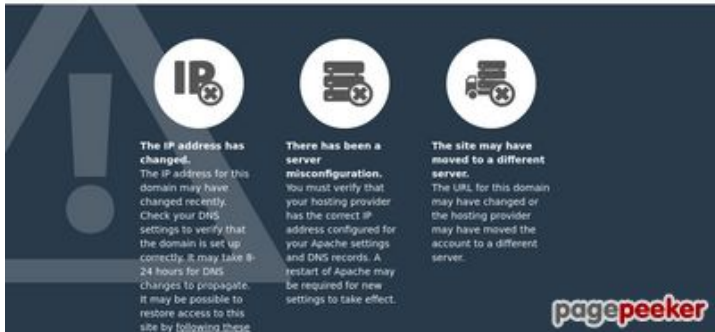 IP
The IP address has
changed.
The IP address for this
domain may have
changed recently.
Check your DNS
settings to verify that
the domain is set up
correctly. It may take 8-
24 hours for DNS
changes to propagate.
It may be possible to
restore access to this
site by following these
There has been a
server
misconfiguration.
You must verify that
your hosting provider
has the correct IP
address configured for
your Apache settings
and DNS records. A
restart of Apache may
be required for new
settings to take effect.
The site may have
moved to a different
server.
The URL for this domain
may have changed or
the hosting provider
may have moved the
account to a different
server.
pagepeeker